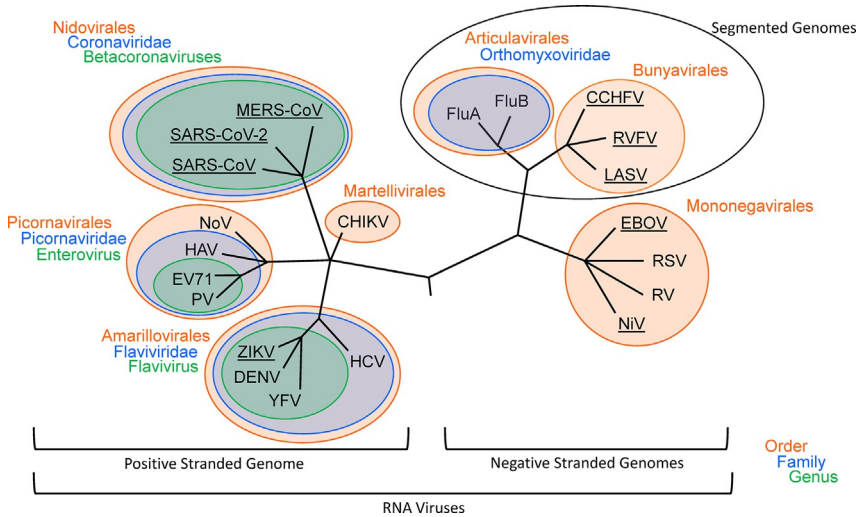 Nidovirales
Coronaviridae
Betacoronaviruses
MERS-CoV
SARS-CoV-2
SARS-CoV
Segmented Genomes
Articulavirales
Orthomyxoviridae
FluA
FluB
Bunyavirales
CCHFV
RVFV
LASV
Martellivirales
CHIKV
Picornavirales
Picornaviridae
Enterovirus
NoV
HAV
EV71
PV
Mononegavirales
EBOV
RSV
RV
NiV
Amarillovirales
Flaviviridae
Flavivirus
ZIKV
DENV
YFV
HCV
Positive Stranded Genome
Negative Stranded Genomes
RNA Viruses
Order
Family
Genus